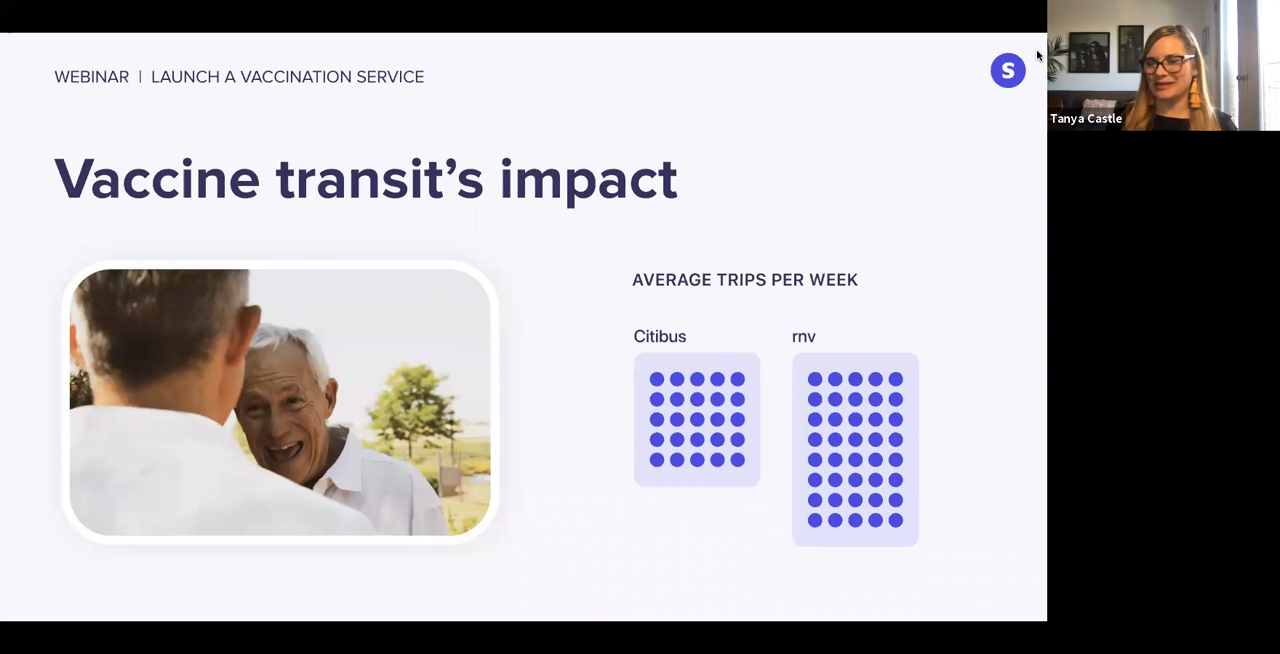 WEBINAR | LAUNCH A VACCINATION SERVICE
S
Tanya Castle
Vaccine transit’s impact
AVERAGE TRIPS PER WEEK
Citibus
rnv